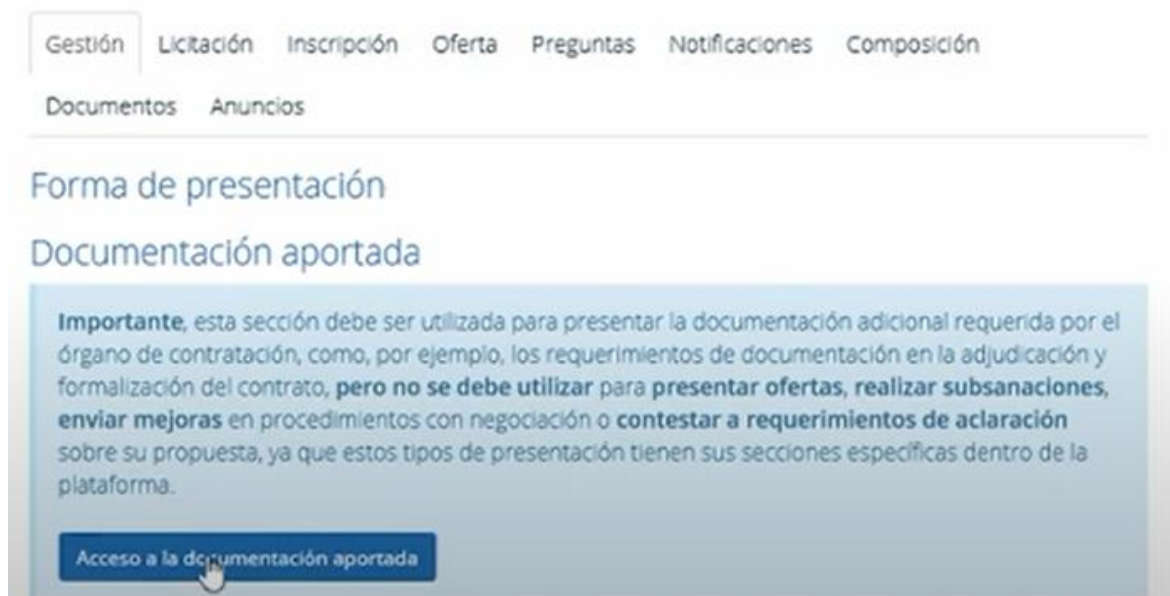 Gestión Licitación Inscripción Oferta Preguntas Notificaciones Composición
Documentos Anuncios
Forma de presentación
Documentación aportada
Importante, esta sección debe ser utilizada para presentar la documentación adicional requerida por el
órgano de contratación, como, por ejemplo, los requerimientos de documentación en la adjudicación y
formalización del contrato, pero no se debe utilizar para presentar ofertas, realizar subsanaciones,
enviar mejoras en procedimientos con negociación o contestar a requerimientos de aclaración
sobre su propuesta, ya que estos tipos de presentación tienen sus secciones específicas dentro de la
plataforma.
Acceso a la documentación aportada